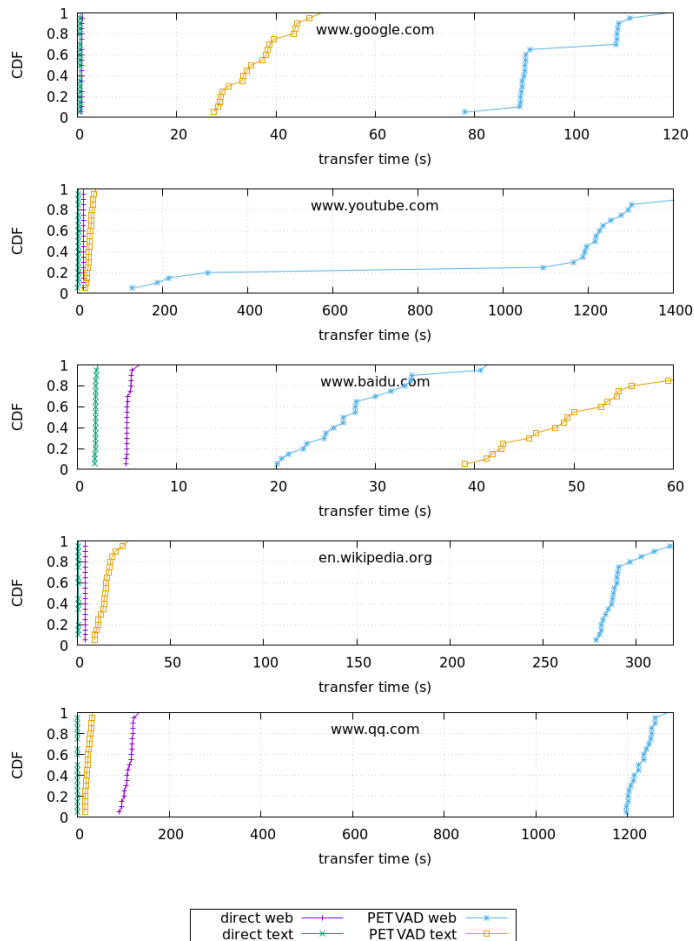 1
0.8
0.6
0.4
0.2
0
CDF
www.google.com
0 20 40 60 80 100 120
transfer time (s)
1
0.8
0.6
0.4
0.2
0
CDF
www.youtube.com
0 200 400 600 800 1000 1200 1400
transfer time (s)
1
0.8
0.6
0.4
0.2
0
CDF
www.baidu.com
0 10 20 30 40 50 60
transfer time (s)
1
0.8
0.6
0.4
0.2
0
CDF
en.wikipedia.org
0 50 100 150 200 250 300
transfer time (s)
1
0.8
0.6
0.4
0.2
0
CDF
www.qq.com
0 200 400 600 800 1000 1200
transfer time (s)
direct web PETVAD web
direct text PETVAD text